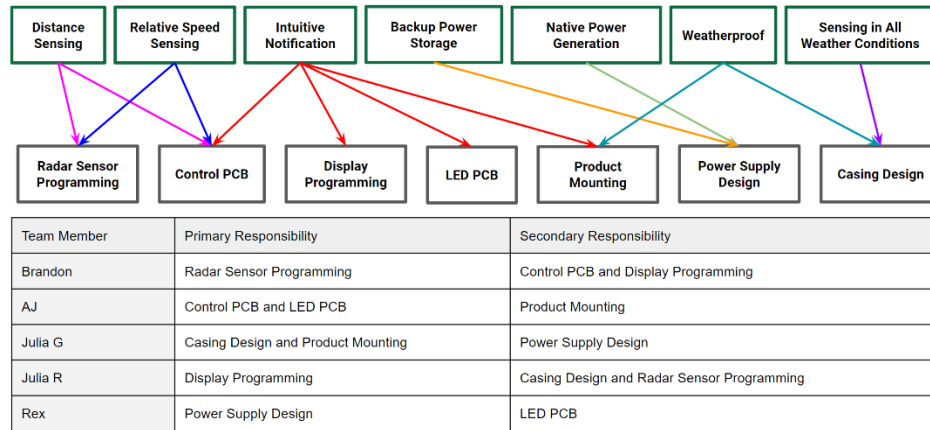 Distance
Sensing
Relative Speed
Sensing
Intuitive
Notification
Backup Power
Storage
Native Power
Generation
Weatherproof
Sensing in All
Weather Conditions
Radar Sensor
Programming
Control PCB
Display
Programming
LED PCB
Product
Mounting
Power Supply
Design
Casing Design
Team Member Primary Responsibility Secondary Responsibility
Brandon Radar Sensor Programming Control PCB and Display Programming
AJ Control PCB and LED PCB Product Mounting
Julia G Casing Design and Product Mounting Power Supply Design
Julia R Display Programming Casing Design and Radar Sensor Programming
Rex Power Supply Design LED PCB